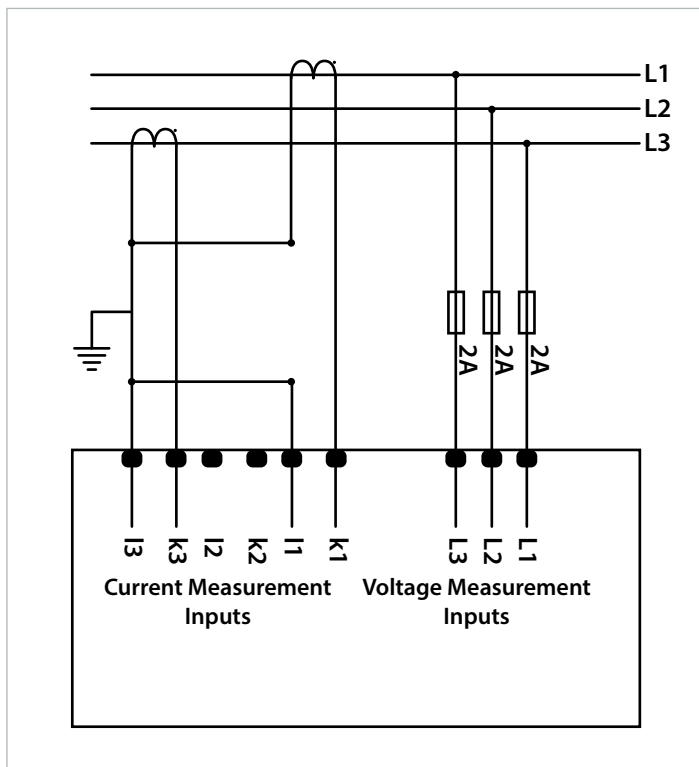 L1
L2
L3
2A
2A
2A
l3
k3
l2
k2
l1
k1
L3
L2
L1
Current Measurement
Inputs
Voltage Measurement
Inputs